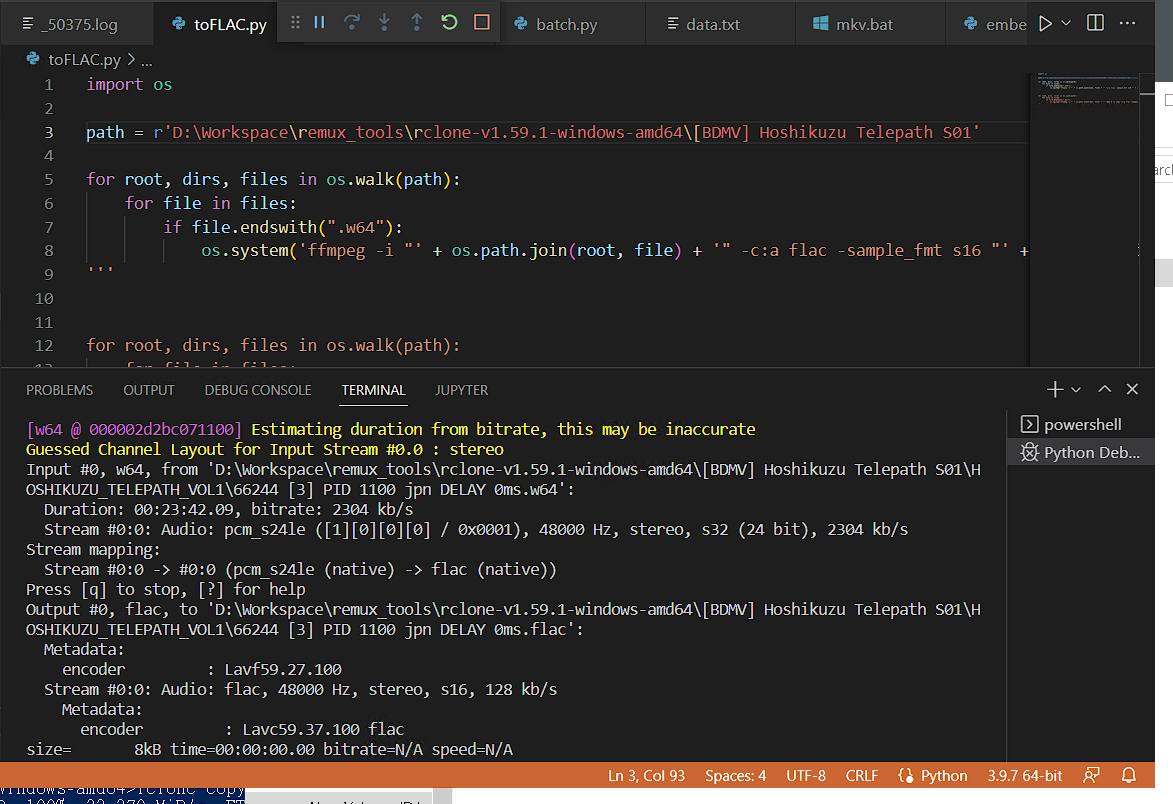 _50375.log
toFLAC.py
batch.py
data.txt
mkv.bat
embe
toFLAC.py > ...
1 import os
2
3 path = r'D:\Workspace\remux_tools\rclone-v1.59.1-windows-amd64\[BDMV] Hoshikuzu Telepath S01'
4
5 for root, dirs, files in os.walk(path):
6 for file in files:
7 if file.endswith(".w64"):
8 os.system('ffmpeg -i "' + os.path.join(root, file) + '" -c:a flac -sample_fmt s16 "' +
9 '''
10
11
12 for root, dirs, files in os.walk(path):
PROBLEMS OUTPUT DEBUG CONSOLE TERMINAL JUPYTER
[w64 @ 000002d2bc071100] Estimating duration from bitrate, this may be inaccurate
Guessed Channel Layout for Input Stream #0.0 : stereo
Input #0, w64, from 'D:\Workspace\remux_tools\rclone-v1.59.1-windows-amd64\[BDMV] Hoshikuzu Telepath S01\H
OSHIKUZU_TELEPATH_VOL1\66244 [3] PID 1100 jpn DELAY 0ms.w64':
Duration: 00:23:42.09, bitrate: 2304 kb/s
Stream #0:0: Audio: pcm_s24le ([1][0][0][0] / 0x0001), 48000 Hz, stereo, s32 (24 bit), 2304 kb/s
Stream mapping:
Stream #0:0 -> #0:0 (pcm_s24le (native) -> flac (native))
Press [q] to stop, [?] for help
Output #0, flac, to 'D:\Workspace\remux_tools\rclone-v1.59.1-windows-amd64\[BDMV] Hoshikuzu Telepath S01\H
OSHIKUZU_TELEPATH_VOL1\66244 [3] PID 1100 jpn DELAY 0ms.flac':
Metadata:
encoder : Lavf59.27.100
Stream #0:0: Audio: flac, 48000 Hz, stereo, s16, 128 kb/s
Metadata:
encoder : Lavc59.37.100 flac
size= 8kB time=00:00:00.00 bitrate=N/A speed=N/A
powershell
Python Deb...
Ln 3, Col 93 Spaces: 4 UTF-8 CRLF Python 3.9.7 64-bit